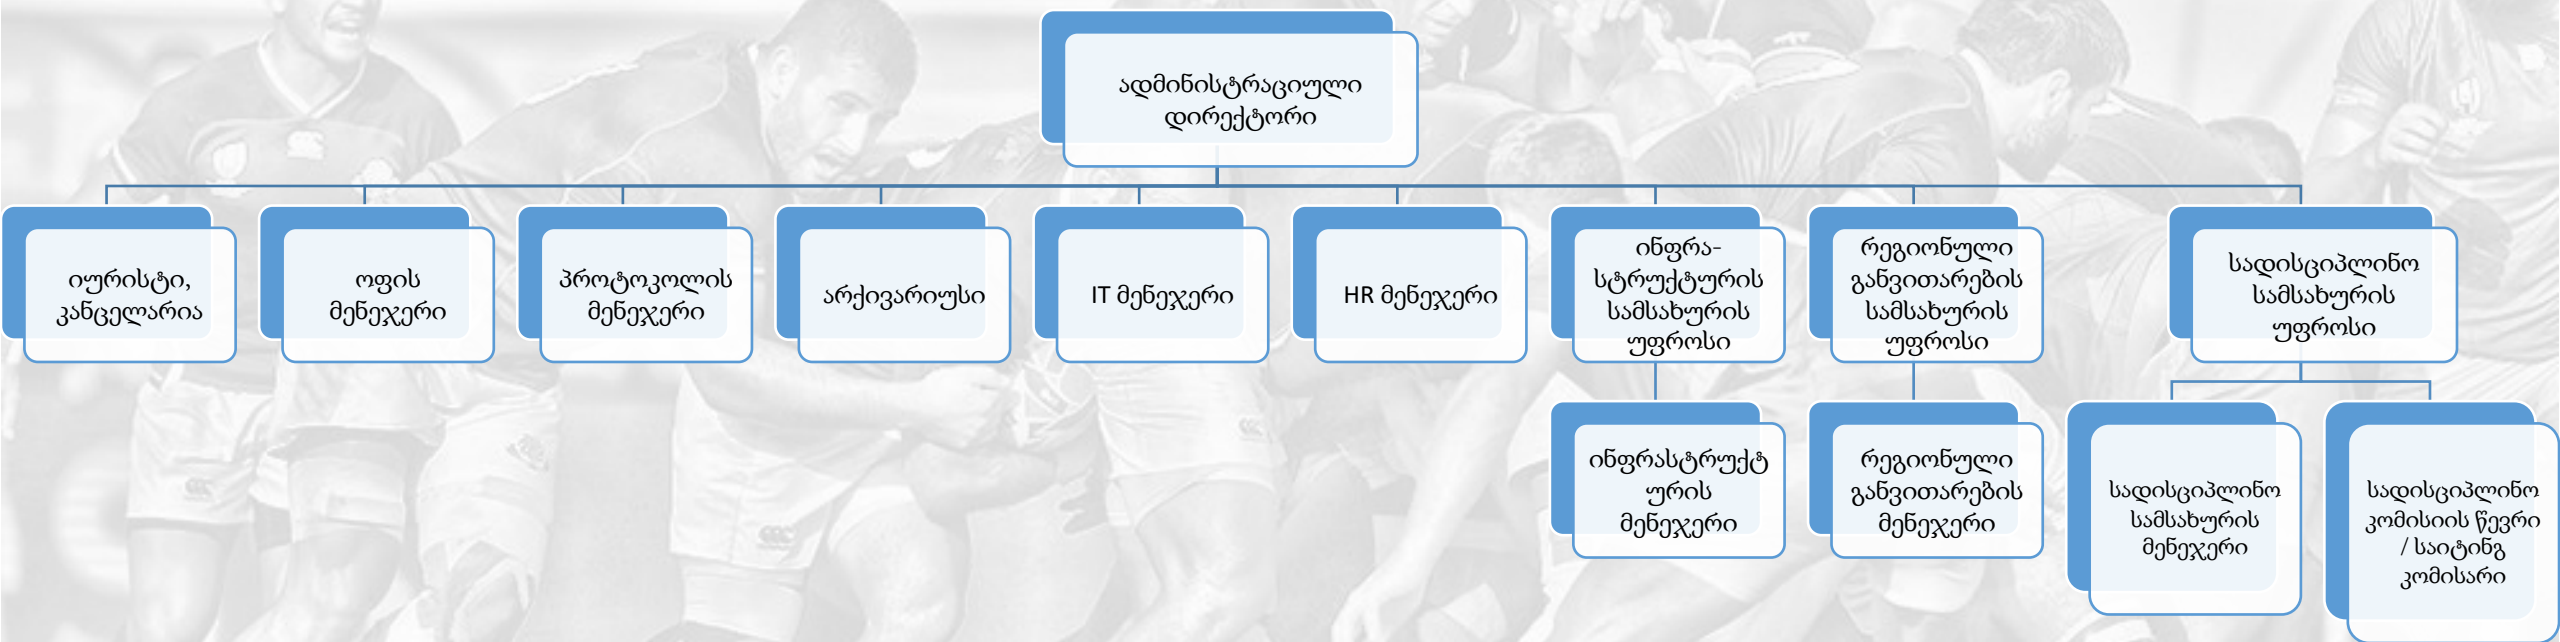 ადმინისტრაციული
დირექტორი
იურისტი,
კანცელარია
ოფის
მენეჯერი
პროტოკოლის
მენეჯერი
არქივარიუსი
IT მენეჯერი
HR მენეჯერი
ინფრა-
სტრუქტურის
სამსახურის
უფროსი
რეგიონული
განვითარების
სამსახურის
უფროსი
სადისციპლინო
სამსახურის
უფროსი
ინფრასტრუქტ
ურის
მენეჯერი
რეგიონული
განვითარების
მენეჯერი
სადისციპლინო
სამსახურის
მენეჯერი
სადისციპლინო
კომისიის წევრი
/ საიტინგ
კომისარი